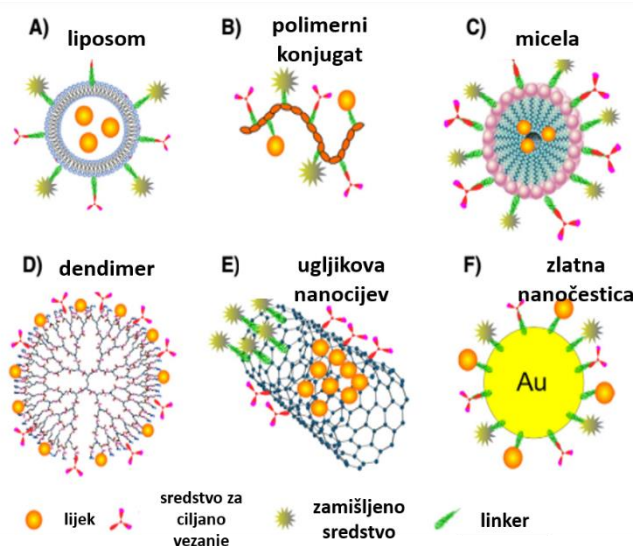 A) liposom
B) polimerni
konjugat
C) micela
D) dendimer
E) ugljikova
nanocijev
F) zlatna
nanočestica
Au
lijek
sredstvo za
ciljano
vezanje
zamišljeno
sredstvo
linker